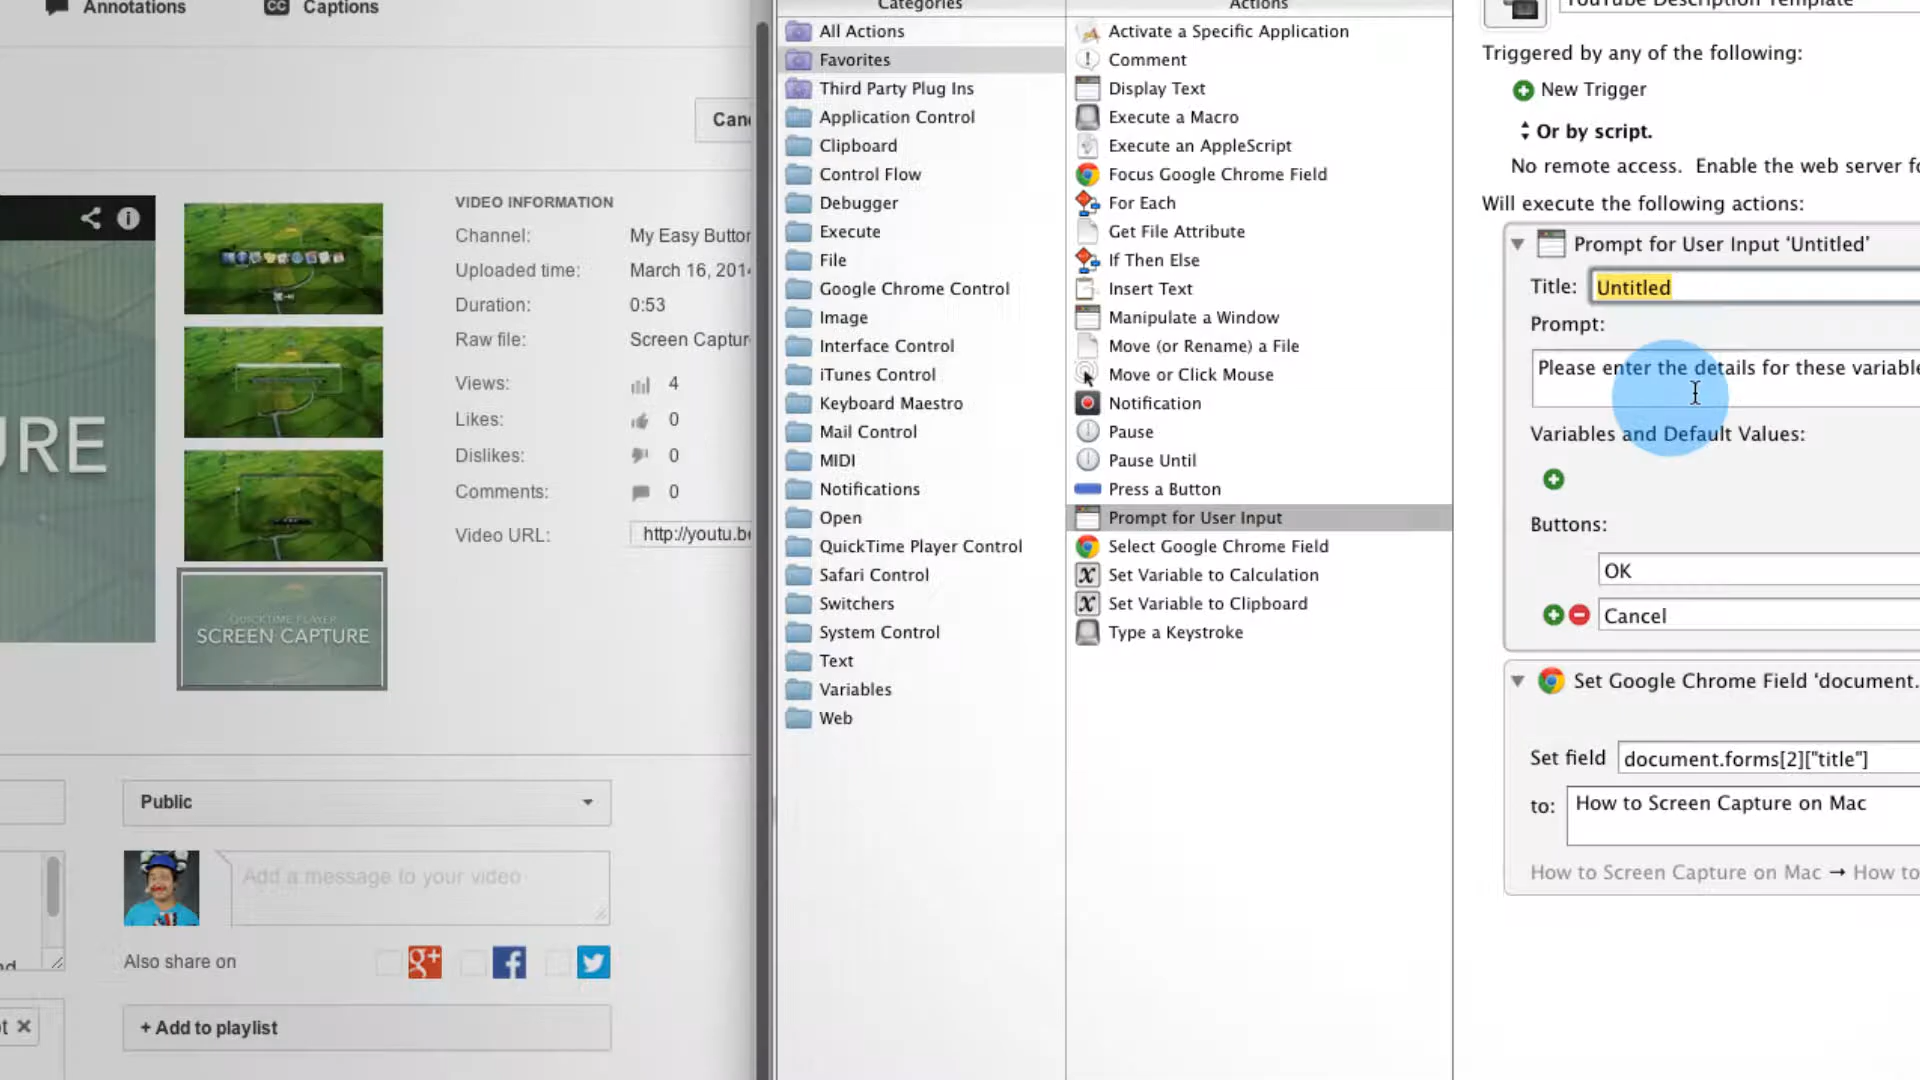 Annotations
CC Captions
VIDEO INFORMATION
Channel: My Easy Button
Uploaded time: March 16, 2014
Duration: 0:53
Raw file: Screen Captur
Views: 4
Likes: 0
Dislikes: 0
Comments: 0
Video URL: http://youtu.be
URE
QUICKTIME PLAYER
SCREEN CAPTURE
Public
Add a message to your video
Also share on
g+
f
+ Add to playlist
Categories
All Actions
Favorites
Third Party Plug Ins
Application Control
Clipboard
Control Flow
Debugger
Execute
File
Google Chrome Control
Image
Interface Control
iTunes Control
Keyboard Maestro
Mail Control
MIDI
Notifications
Open
QuickTime Player Control
Safari Control
Switchers
System Control
Text
Variables
Web
Actions
Activate a Specific Application
Comment
Display Text
Execute a Macro
Execute an AppleScript
Focus Google Chrome Field
For Each
Get File Attribute
If Then Else
Insert Text
Manipulate a Window
Move (or Rename) a File
Move or Click Mouse
Notification
Pause
Pause Until
Press a Button
Prompt for User Input
Select Google Chrome Field
Set Variable to Calculation
Set Variable to Clipboard
Type a Keystroke
YouTube Description Template
Triggered by any of the following:
New Trigger
Or by script.
No remote access. Enable the web server fo
Will execute the following actions:
Prompt for User Input 'Untitled'
Title: Untitled
Prompt:
Please enter the details for these variable
Variables and Default Values:
Buttons:
OK
Cancel
Set Google Chrome Field 'document.
Set field document.forms[2]["title"]
to: How to Screen Capture on Mac
How to Screen Capture on Mac → How to